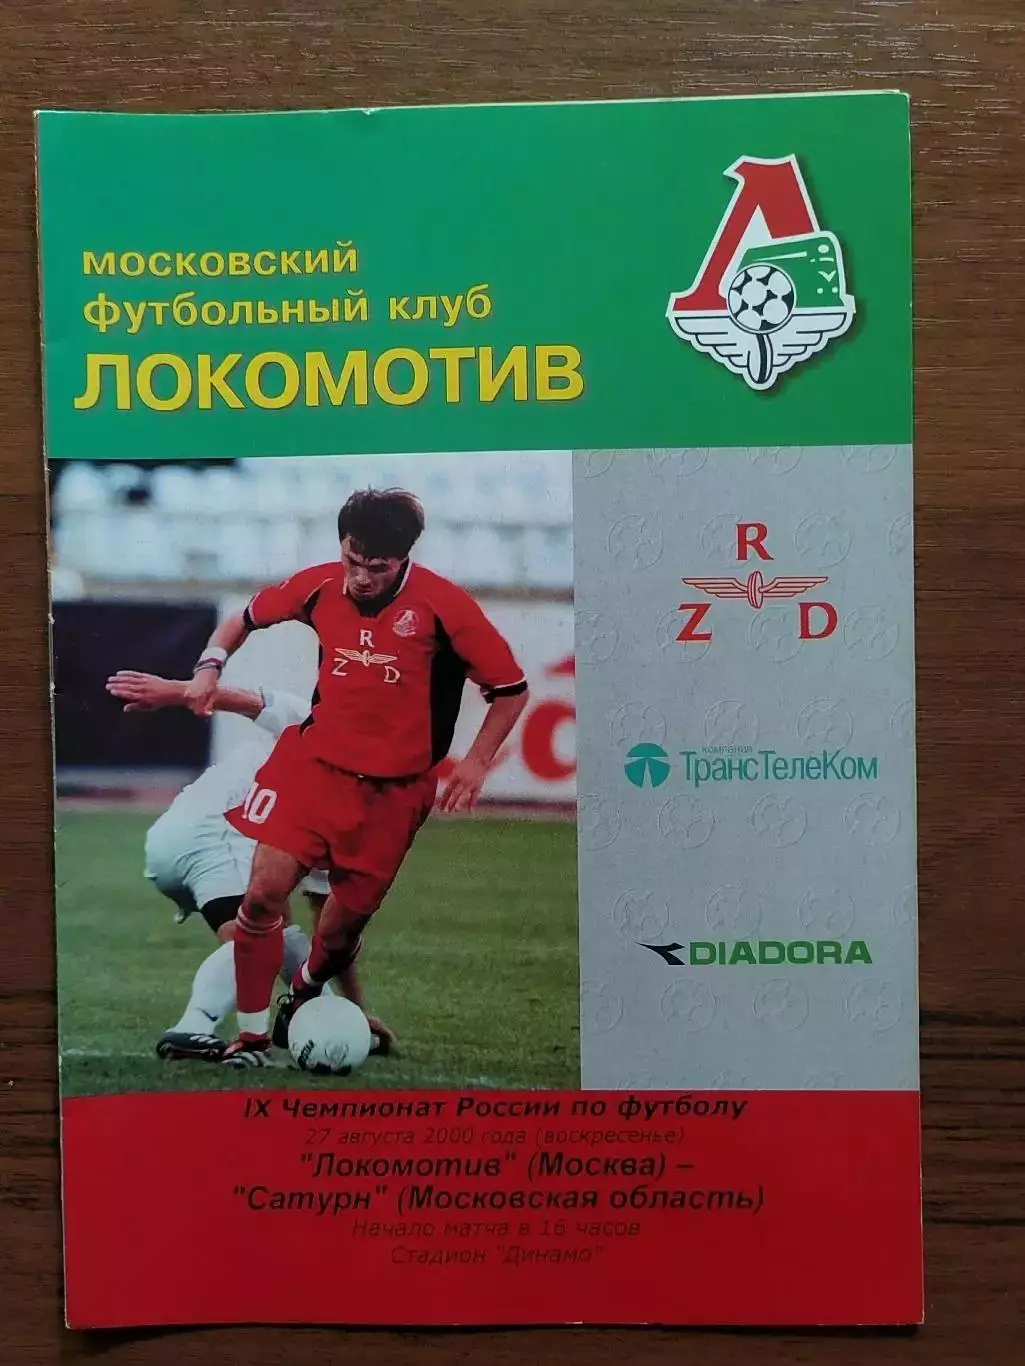 МОСКОВСКИЙ
ФУТБОЛЬНЫЙ КЛУБ
ЛОКОМОТИВ
Л
R
Z D
R
Z D
10
компания
ТрансТелеКом
DIADORA
IX Чемпионат России по футболу
27 августа 2000 года (воскресенье)
"Локомотив" (Москва) –
"Сатурн" (Московская область)
Начало матча в 16 часов
Стадион "Динамо"